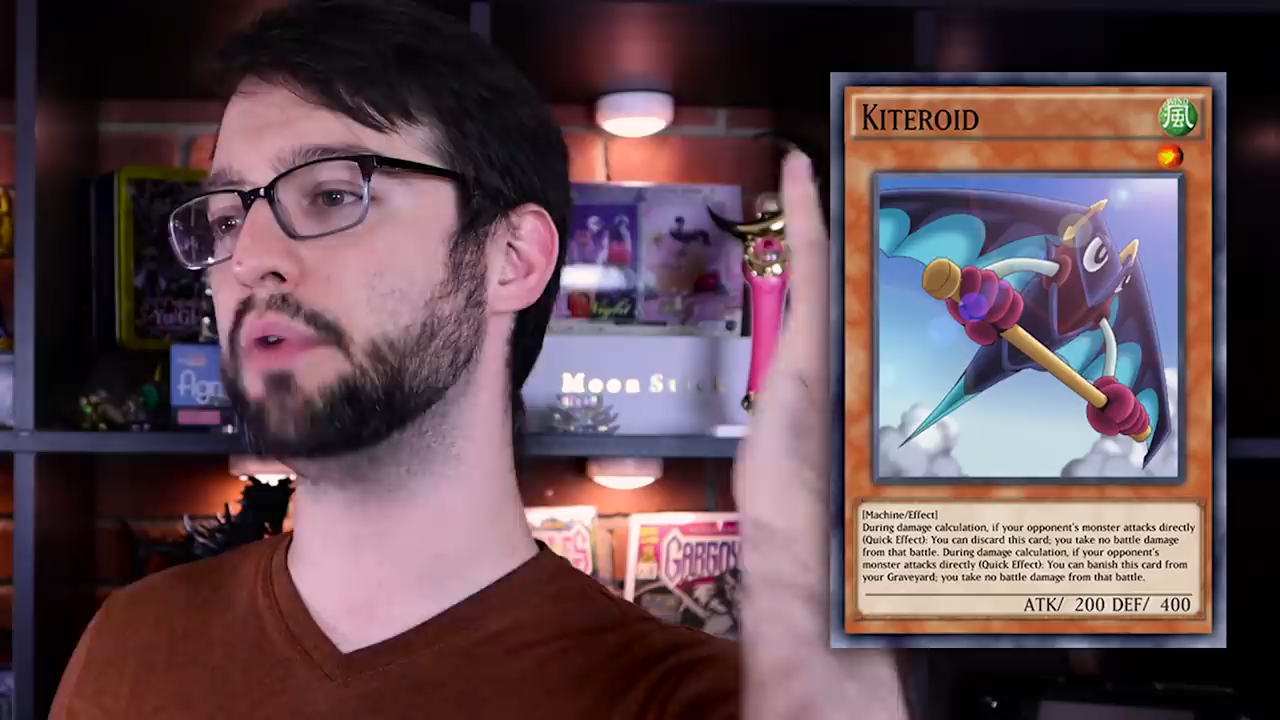 KITEROID
WIND
風
[Machine/Effect]
During damage calculation, if your opponent's monster attacks directly
(Quick Effect): You can discard this card; you take no battle damage
from that battle. During damage calculation, if your opponent's
monster attacks directly (Quick Effect): You can banish this card from
your Graveyard; you take no battle damage from that battle.
ATK/ 200 DEF/ 400
Moon